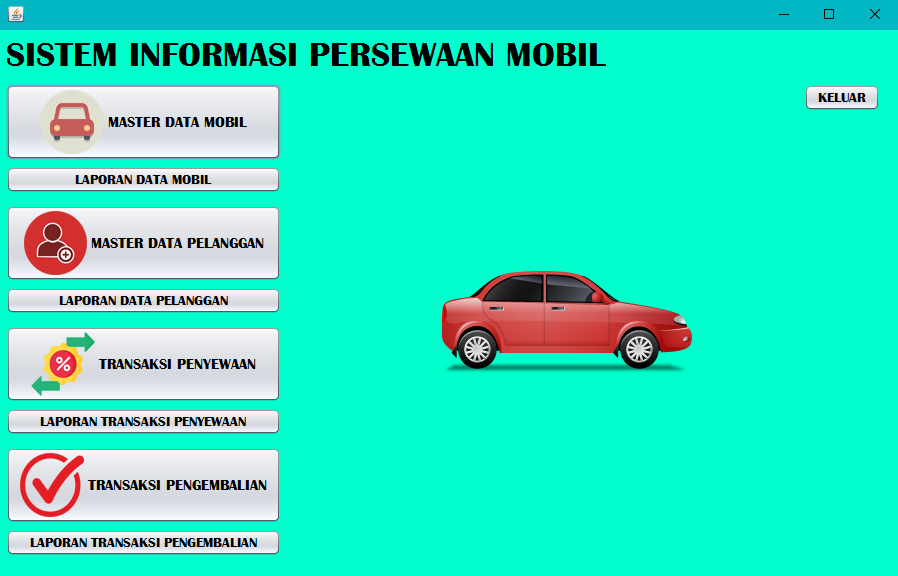 SISTEM INFORMASI PERSEWAAN MOBIL
KELUAR
MASTER DATA MOBIL
LAPORAN DATA MOBIL
MASTER DATA PELANGGAN
LAPORAN DATA PELANGGAN
%
TRANSAKSI PENYEWAAN
LAPORAN TRANSAKSI PENYEWAAN
TRANSAKSI PENGEMBALIAN
LAPORAN TRANSAKSI PENGEMBALIAN